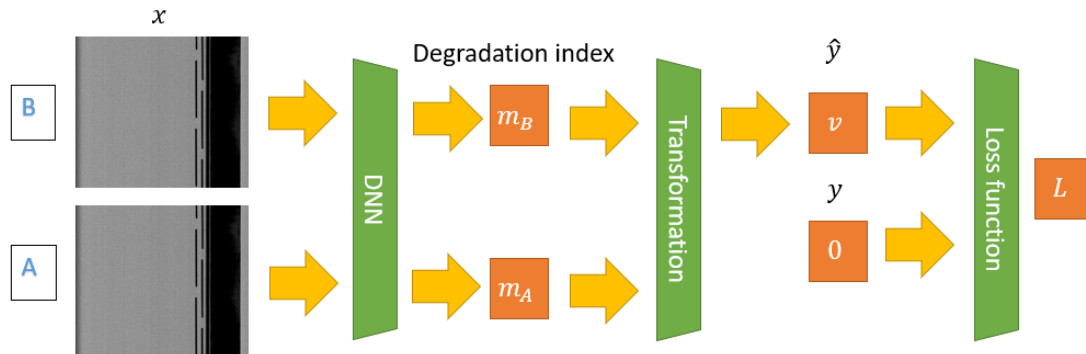 x
Degradation index
ŷ
B
m_B
v
DNN
Transformation
Loss function
y
L
A
m_A
0